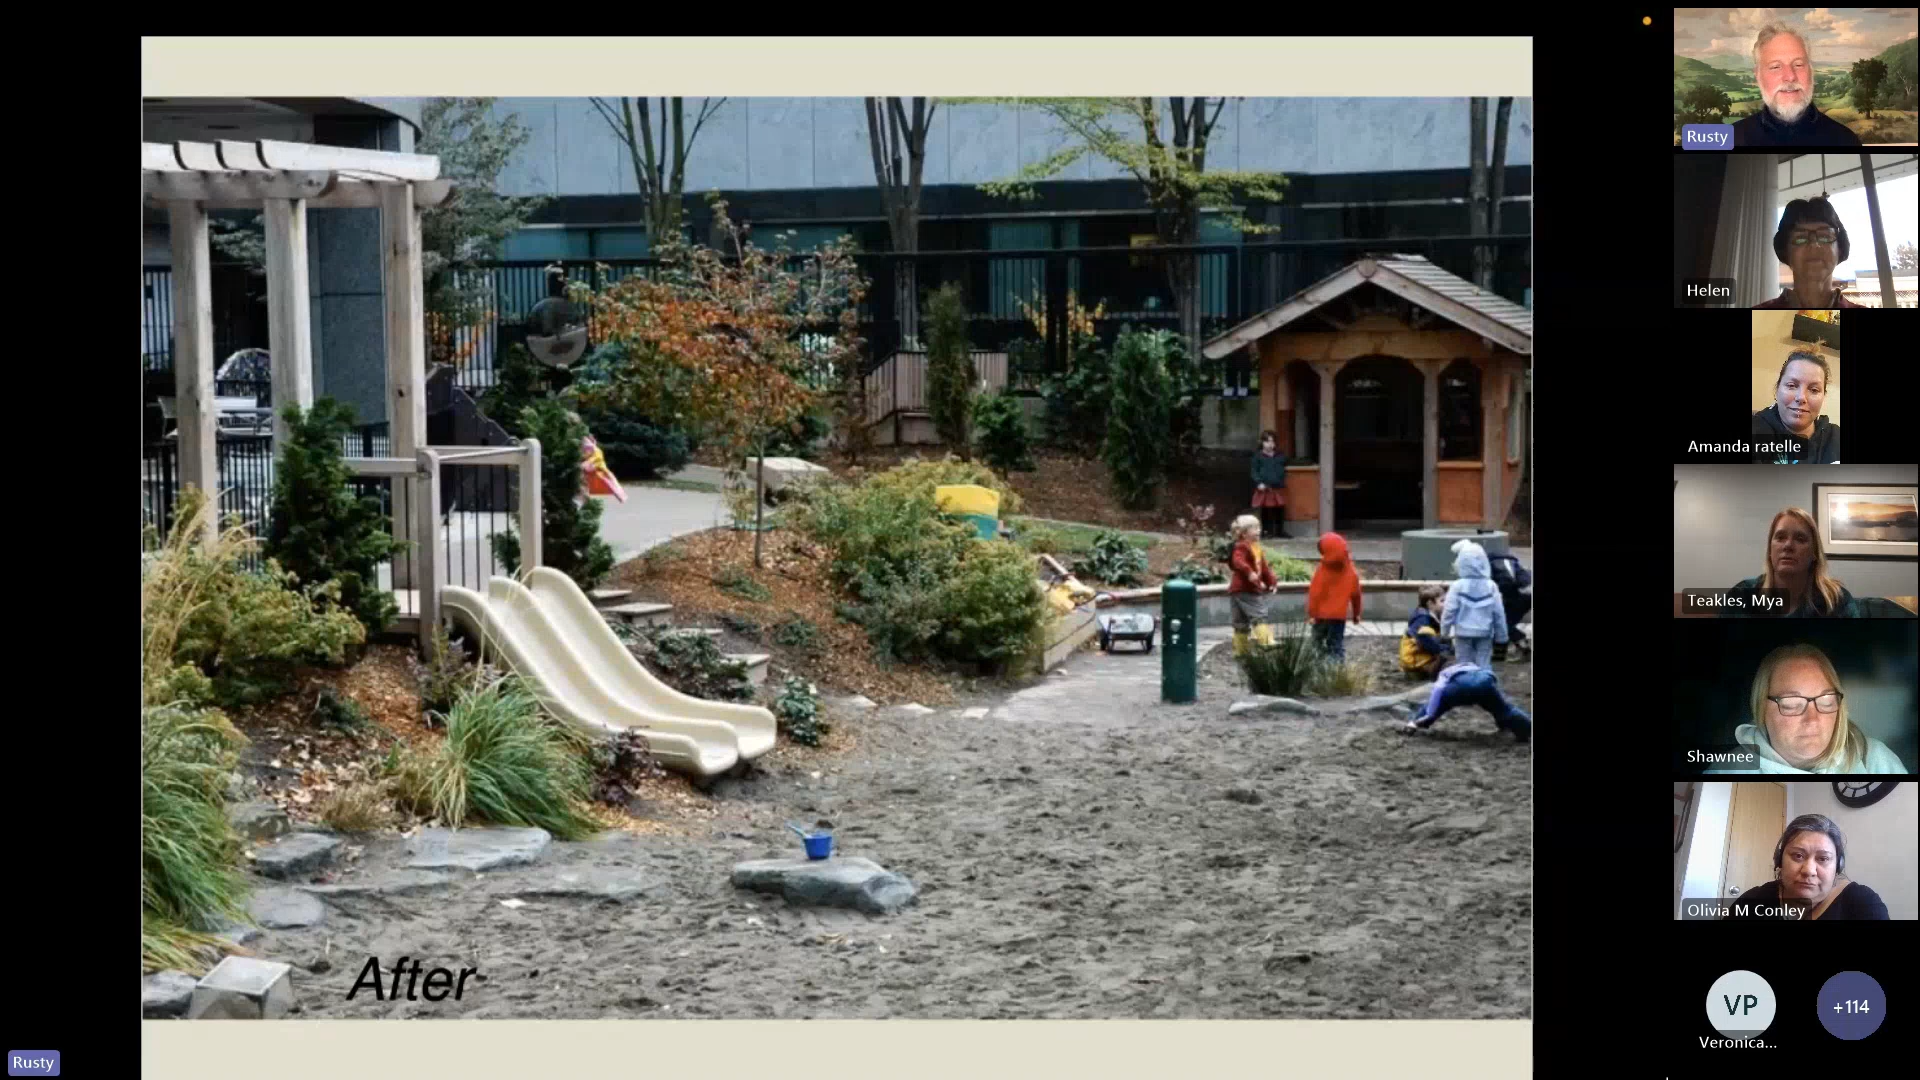 Rusty
Helen
Amanda ratelle
Teakles, Mya
Shawnee
Olivia M Conley
VP
Veronica...
+114
After
Rusty